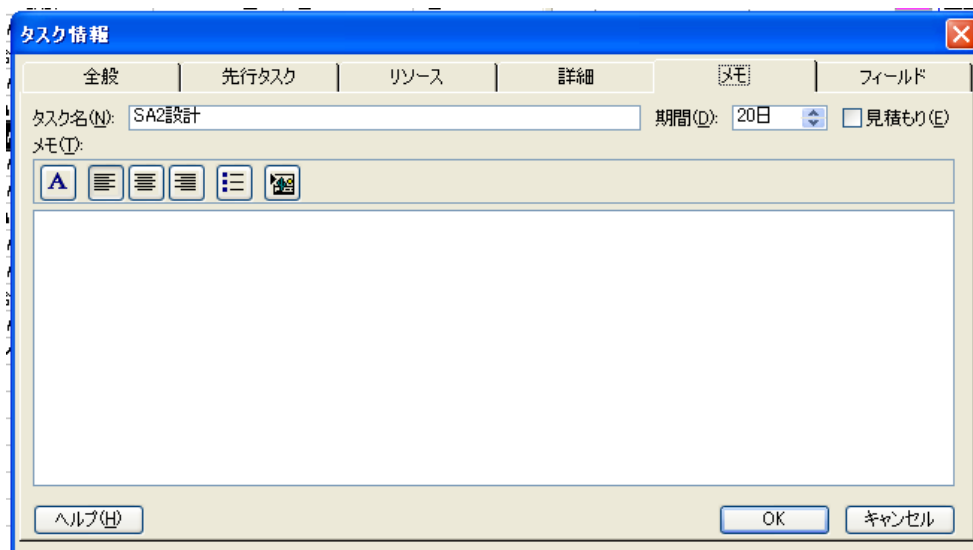 タスク情報
全般 先行タスク リソース 詳細 メモ フィールド
タスク名(N): SA2設計 期間(D): 20日 見積もり(E)
メモ(T):
A
ヘルプ(H) OK キャンセル